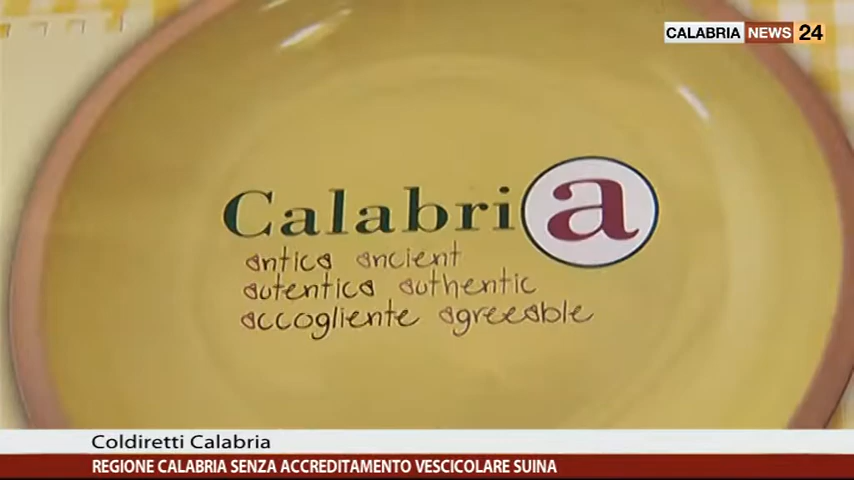 CALABRIA NEWS 24
Calabria
antica ancient
autentica authentic
accogliente agreeable
Coldiretti Calabria
REGIONE CALABRIA SENZA ACCREDITAMENTO VESCICOLARE SUINA